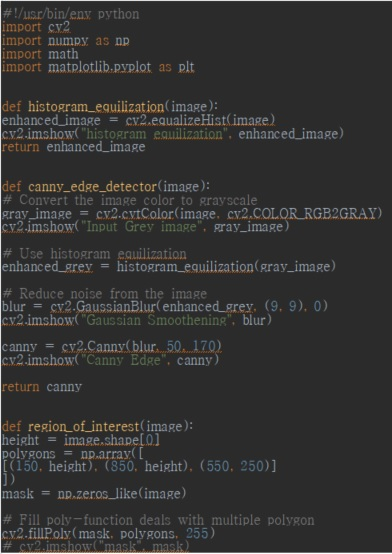 #!/usr/bin/env python
import cv2
import numpy as np
import math
import matplotlib.pyplot as plt
def histogram_equilization(image):
enhanced_image = cv2.equalizeHist(image)
cv2.imshow("histogram equilization", enhanced_image)
return enhanced_image
def canny_edge_detector(image):
# Convert the image color to grayscale
gray_image = cv2.cvtColor(image, cv2.COLOR_RGB2GRAY)
cv2.imshow("Input Grey image", gray_image)
# Use histogram equilization
enhanced_grey = histogram_equilization(gray_image)
# Reduce noise from the image
blur = cv2.GaussianBlur(enhanced_grey, (9, 9), 0)
cv2.imshow("Gaussian Smoothening", blur)
canny = cv2.Canny(blur, 50, 170)
cv2.imshow("Canny Edge", canny)
return canny
def region_of_interest(image):
height = image.shape[0]
polygons = np.array([
[(150, height), (850, height), (550, 250)]
])
mask = np.zeros_like(image)
# Fill poly-function deals with multiple polygon
cv2.fillPoly(mask, polygons, 255)
# cv2.imshow("mask", mask)